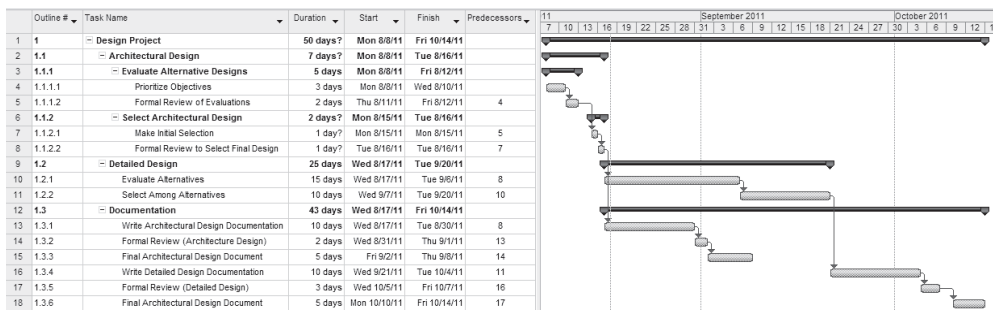 Outline # Task Name Duration Start Finish Predecessors 11 September 2011 October 2011
7 10 13 16 19 22 25 28 31 3 6 9 12 15 18 21 24 27 30 3 6 9 12 1
1 1 Design Project 50 days? Mon 8/8/11 Fri 10/14/11
2 1.1 Architectural Design 7 days? Mon 8/8/11 Tue 8/16/11
3 1.1.1 Evaluate Alternative Designs 5 days Mon 8/8/11 Fri 8/12/11
4 1.1.1.1 Prioritize Objectives 3 days Mon 8/8/11 Wed 8/10/11
5 1.1.1.2 Formal Review of Evaluations 2 days Thu 8/11/11 Fri 8/12/11 4
6 1.1.2 Select Architectural Design 2 days? Mon 8/15/11 Tue 8/16/11
7 1.1.2.1 Make Initial Selection 1 day? Mon 8/15/11 Mon 8/15/11 5
8 1.1.2.2 Formal Review to Select Final Design 1 day? Tue 8/16/11 Tue 8/16/11 7
9 1.2 Detailed Design 25 days Wed 8/17/11 Tue 9/20/11
10 1.2.1 Evaluate Alternatives 15 days Wed 8/17/11 Tue 9/6/11 8
11 1.2.2 Select Among Alternatives 10 days Wed 9/7/11 Tue 9/20/11 10
12 1.3 Documentation 43 days Wed 8/17/11 Fri 10/14/11
13 1.3.1 Write Architectural Design Documentation 10 days Wed 8/17/11 Tue 8/30/11 8
14 1.3.2 Formal Review (Architecture Design) 2 days Wed 8/31/11 Thu 9/1/11 13
15 1.3.3 Final Architectural Design Document 5 days Fri 9/2/11 Thu 9/8/11 14
16 1.3.4 Write Detailed Design Documentation 10 days Wed 9/21/11 Tue 10/4/11 11
17 1.3.5 Formal Review (Detailed Design) 3 days Wed 10/5/11 Fri 10/7/11 16
18 1.3.6 Final Architectural Design Document 5 days Mon 10/10/11 Fri 10/14/11 17